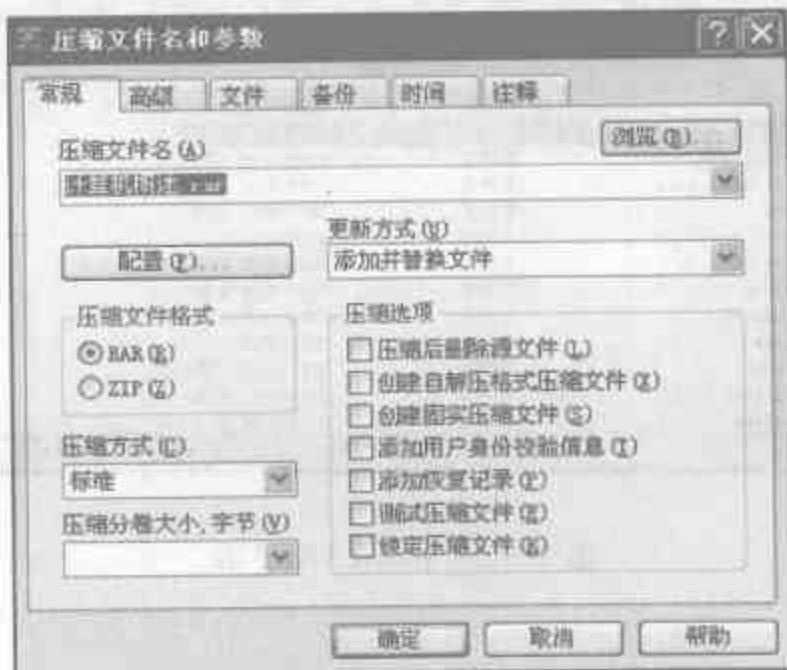 压缩文件名和参数
常规 高级 文件 备份 时间 注释
压缩文件名(A)
浏览(B)...
更新方式(U)
配置(F)...
添加并替换文件
压缩文件格式
RAR(R)
ZIP(Z)
压缩方式(C)
标准
压缩分卷大小,字节(V)
压缩选项
压缩后删除源文件(L)
创建自解压格式压缩文件(X)
创建固实压缩文件(S)
添加用户身份校验信息(I)
添加恢复记录(P)
测试压缩文件(E)
锁定压缩文件(K)
确定 取消 帮助